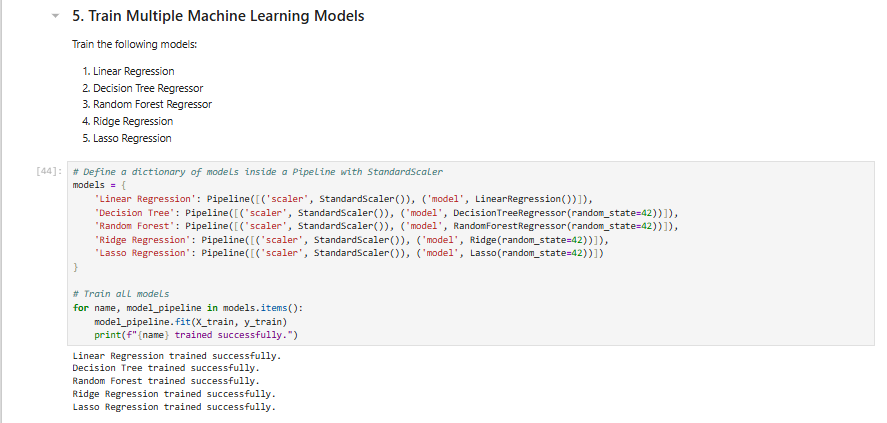 5. Train Multiple Machine Learning Models
Train the following models:
1. Linear Regression
2. Decision Tree Regressor
3. Random Forest Regressor
4. Ridge Regression
5. Lasso Regression
[44]:
# Define a dictionary of models inside a Pipeline with StandardScaler
models = {
    'Linear Regression': Pipeline([('scaler', StandardScaler()), ('model', LinearRegression())]),
    'Decision Tree': Pipeline([('scaler', StandardScaler()), ('model', DecisionTreeRegressor(random_state=42))]),
    'Random Forest': Pipeline([('scaler', StandardScaler()), ('model', RandomForestRegressor(random_state=42))]),
    'Ridge Regression': Pipeline([('scaler', StandardScaler()), ('model', Ridge(random_state=42))]),
    'Lasso Regression': Pipeline([('scaler', StandardScaler()), ('model', Lasso(random_state=42))])
}
# Train all models
for name, model_pipeline in models.items():
    model_pipeline.fit(X_train, y_train)
    print(f"{name} trained successfully.")
Linear Regression trained successfully.
Decision Tree trained successfully.
Random Forest trained successfully.
Ridge Regression trained successfully.
Lasso Regression trained successfully.